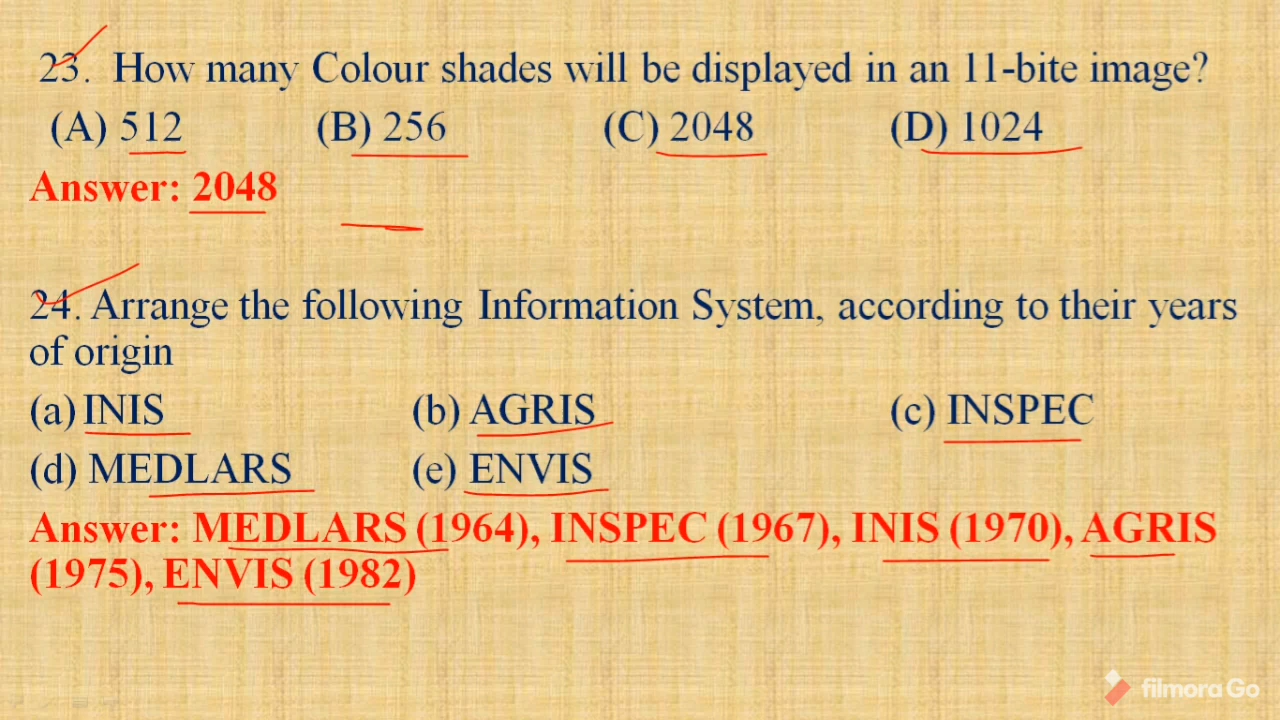 23. How many Colour shades will be displayed in an 11-bite image?
(A) 512 (B) 256 (C) 2048 (D) 1024
Answer: 2048
24. Arrange the following Information System, according to their years
of origin
(a) INIS (b) AGRIS (c) INSPEC
(d) MEDLARS (e) ENVIS
Answer: MEDLARS (1964), INSPEC (1967), INIS (1970), AGRIS
(1975), ENVIS (1982)
filmora Go